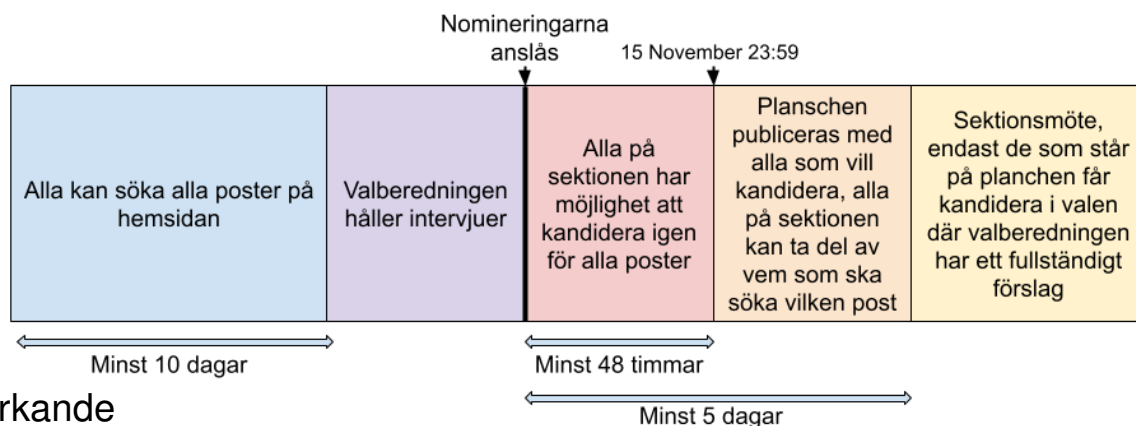 Nomineringarna
anslås
15 November 23:59
Alla kan söka alla poster på
hemsidan
Valberedningen
håller intervjuer
Alla på
sektionen har
möjlighet att
kandidera igen
för alla poster
Planschen
publiceras med
alla som vill
kandidera, alla
på sektionen
kan ta del av
vem som ska
söka vilken post
Sektionsmöte,
endast de som står
på planchen får
kandidera i valen
där valberedningen
har ett fullständigt
förslag
Minst 10 dagar
Minst 48 timmar
Minst 5 dagar
rkande